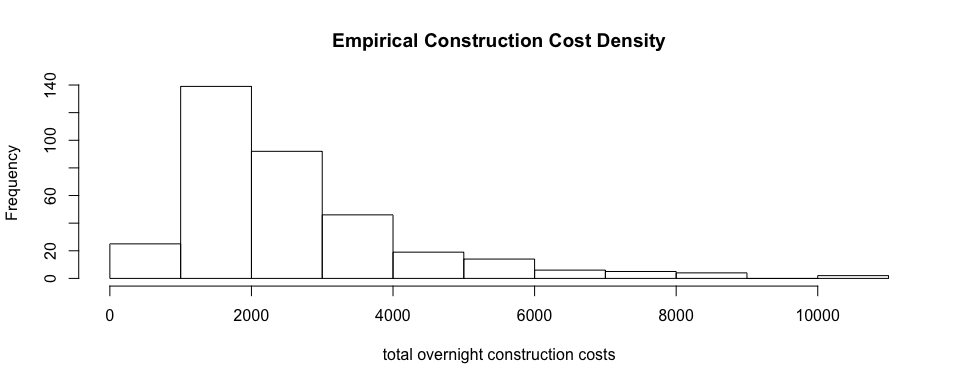 Empirical Construction Cost Density
Frequency
140
100
60
20
0
0 2000 4000 6000 8000 10000
total overnight construction costs